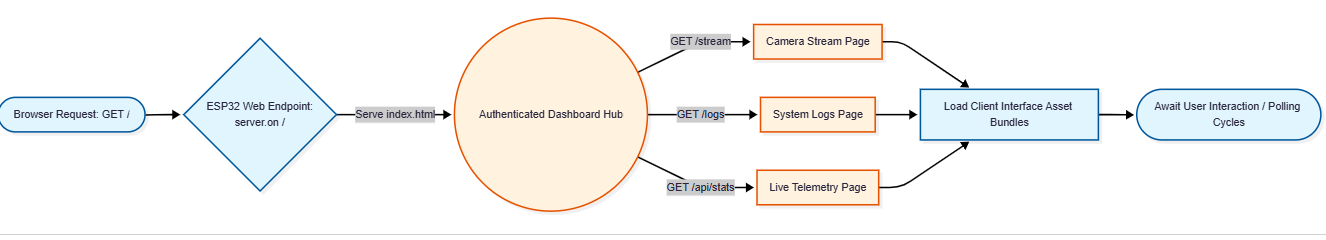 Browser Request: GET /
ESP32 Web Endpoint:
server.on /
Serve index.html
Authenticated Dashboard Hub
GET /stream
Camera Stream Page
GET /logs
System Logs Page
GET /api/stats
Live Telemetry Page
Load Client Interface Asset
Bundles
Await User Interaction / Polling
Cycles